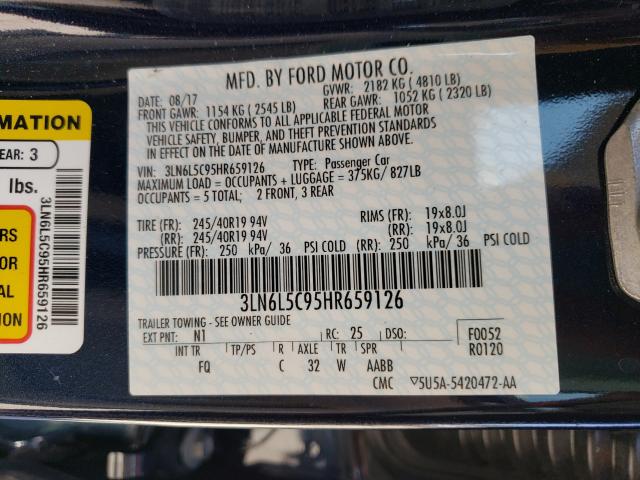 MFD. BY FORD MOTOR CO.
DATE: 08/17
GVWR: 2182 KG ( 4810 LB)
FRONT GAWR: 1154 KG ( 2545 LB)
REAR GAWR: 1052 KG ( 2320 LB)
THIS VEHICLE CONFORMS TO ALL APPLICABLE FEDERAL MOTOR
VEHICLE SAFETY, BUMPER, AND THEFT PREVENTION STANDARDS
IN EFFECT ON THE DATE OF MANUFACTURE SHOWN ABOVE.
VIN: 3LN6L5C95HR659126 TYPE: Passenger Car
MAXIMUM LOAD = OCCUPANTS + LUGGAGE = 375KG/ 827LB
OCCUPANTS = 5 TOTAL; 2 FRONT, 3 REAR
TIRE (FR): 245/40R19 94V RIMS (FR): 19x8.0J
(RR): 245/40R19 94V (RR): 19x8.0J
PRESSURE (FR): 250 kPa/ 36 PSI COLD (RR): 250 kPa/ 36 PSI COLD
3LN6L5C95HR659126
TRAILER TOWING - SEE OWNER GUIDE
EXT PNT: N1 RC: 25 DSO: F0052
R0120
INT TR TP/PS R AXLE TR SPR
FQ C 32 W AABB
CMC ▽5U5A-5420472-AA
RMATION
EAR: 3
lbs.
RS
OR
AL
TION
3LN6L5C95HR659126